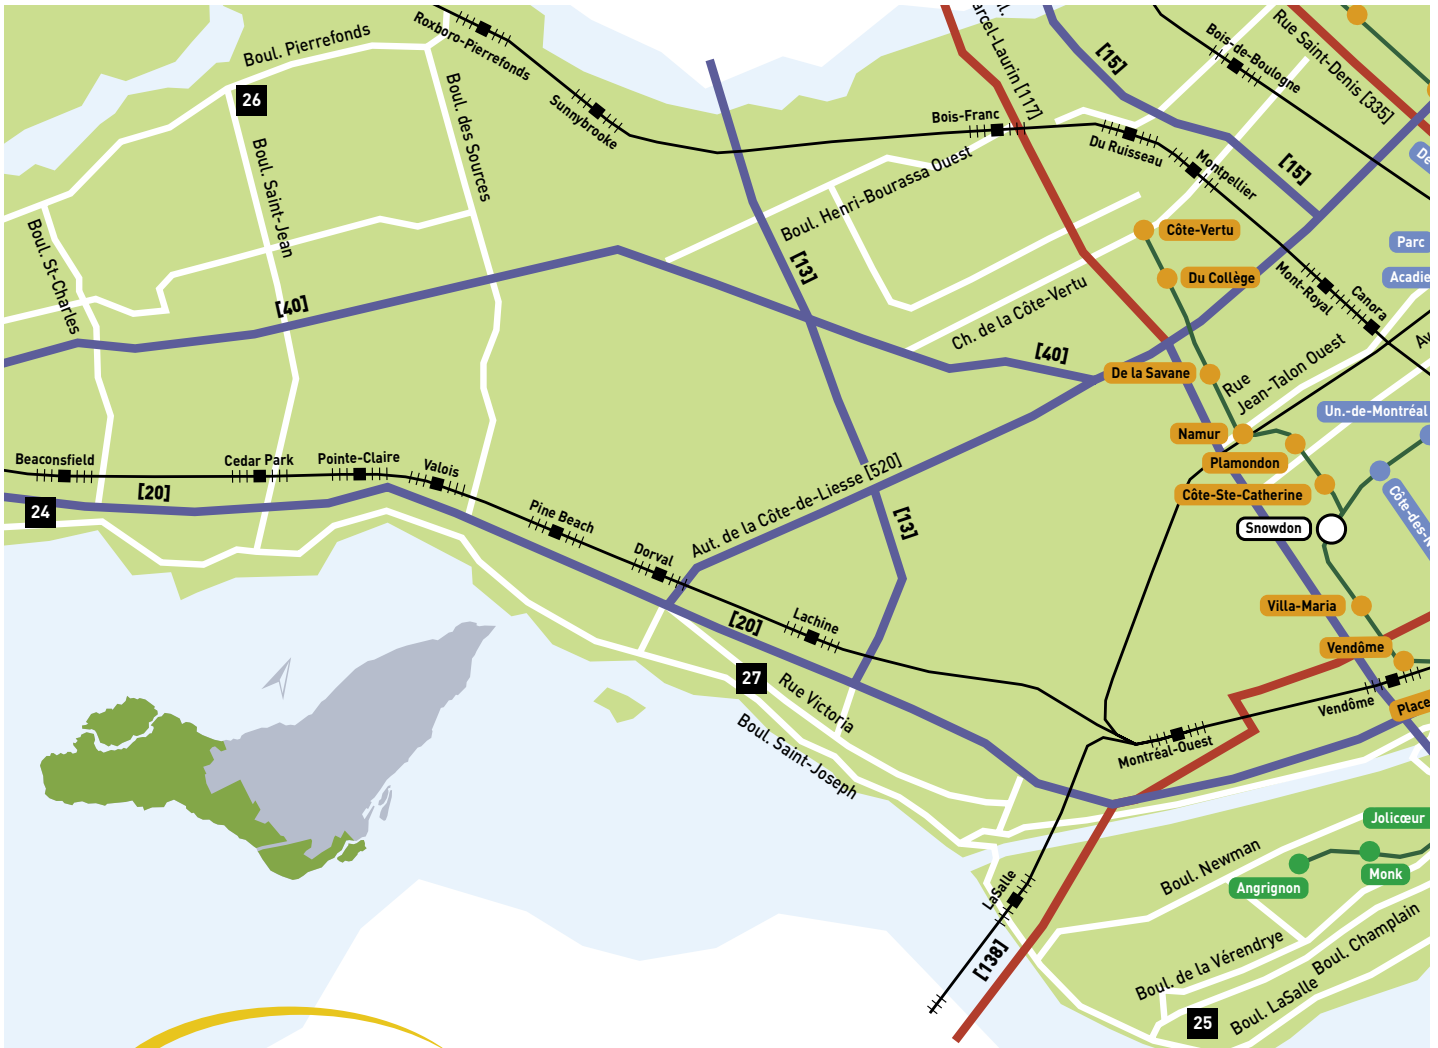 Roxboro-Pierrefonds
Boul. Pierrefonds
26
Boul. Saint-Jean
Boul. des Sources
Boul. St-Charles
Sunnybrooke
[13]
[40]
Bois-Franc
Boul. Henri-Bourassa Ouest
arcel-Laurin [117]
[15]
Bois-de-Boulogne
Rue Saint-Denis [335]
Du Ruisseau
Montpellier
[15]
De
Côte-Vertu
Parc
Du Collège
Acadie
Mont-Royal
Canora
Ch. de la Côte-Vertu
[40]
De la Savane
Rue
Jean-Talon Ouest
Av
Namur
Un.-de-Montréal
Plamondon
Côte-Ste-Catherine
Snowdon
Côte-des-N
Villa-Maria
Vendôme
Vendôme
Place
Beaconsfield
[20]
24
Cedar Park
Pointe-Claire
Valois
Pine Beach
Dorval
Aut. de la Côte-de-Liesse [520]
[13]
[20]
Lachine
27
Rue Victoria
Boul. Saint-Joseph
Montréal-Ouest
LaSalle
[138]
Jolicœur
Monk
Angrignon
Boul. Newman
Boul. de la Vérendrye
Boul. Champlain
Boul. LaSalle
25